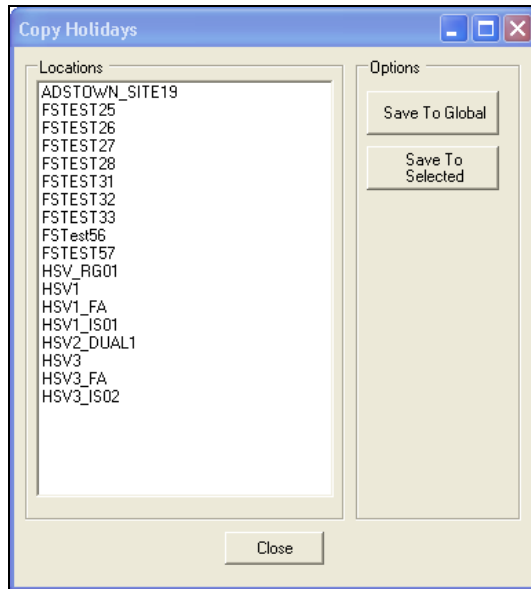 Copy Holidays
Locations
ADSTOWN_SITE19
FSTEST25
FSTEST26
FSTEST27
FSTEST28
FSTEST31
FSTEST32
FSTEST33
FSTest56
FSTEST57
HSV_RG01
HSV1
HSV1_FA
HSV1_IS01
HSV2_DUAL1
HSV3
HSV3_FA
HSV3_IS02
Options
Save To Global
Save To
Selected
Close